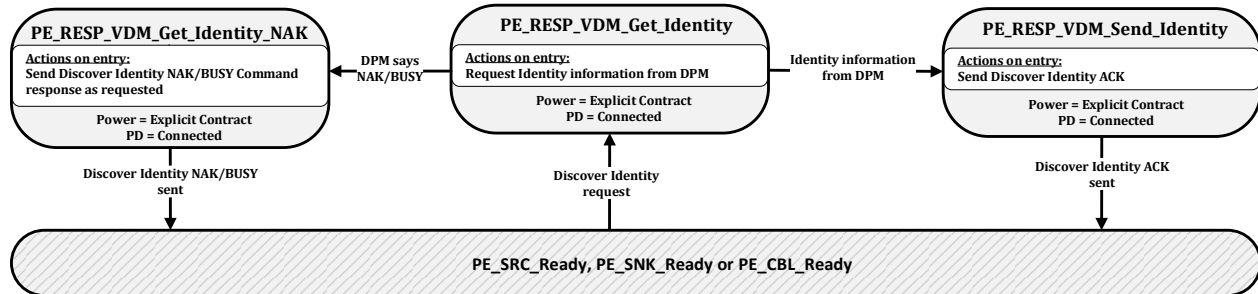 PE_RESP_VDM_Get_Identity_NAK
Actions on entry:
Send Discover Identity NAK/BUSY Command
response as requested
Power = Explicit Contract
PD = Connected
DPM says
NAK/BUSY
PE_RESP_VDM_Get_Identity
Actions on entry:
Request Identity information from DPM
Power = Explicit Contract
PD = Connected
Identity information
from DPM
PE_RESP_VDM_Send_Identity
Actions on entry:
Send Discover Identity ACK
Power = Explicit Contract
PD = Connected
Discover Identity NAK/BUSY
sent
Discover Identity
request
Discover Identity ACK
sent
PE_SRC_Ready, PE_SNK_Ready or PE_CBL_Ready